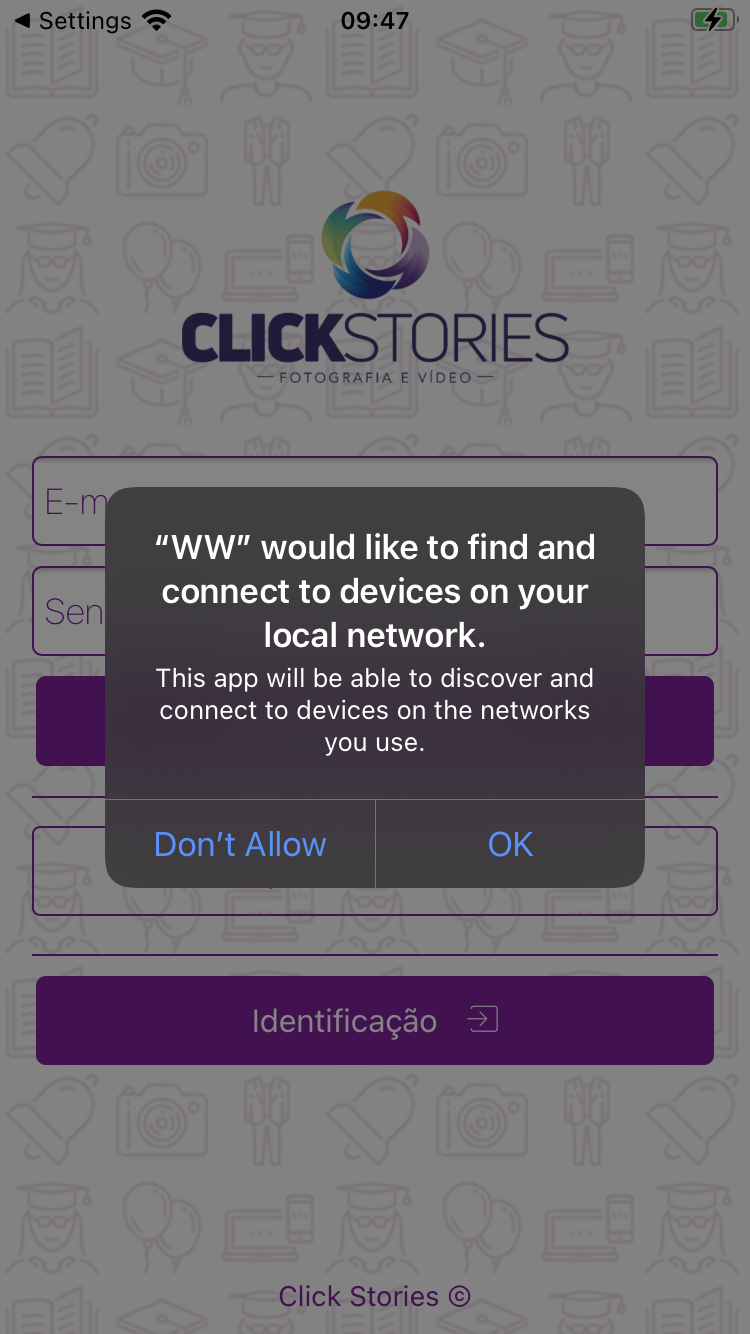 Settings 09:47
CLICKSTORIES
FOTOGRAFIA E VÍDEO
E-m
Sen
“WW” would like to find and
connect to devices on your
local network.
This app will be able to discover and
connect to devices on the networks
you use.
Don’t Allow OK
Identificação
Click Stories ©